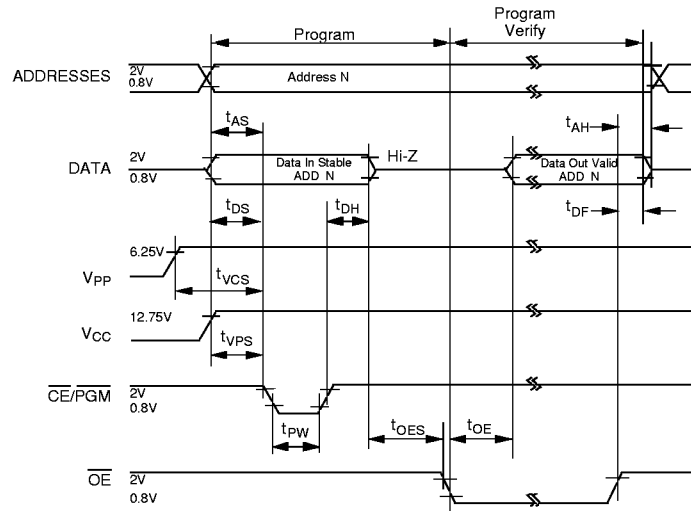 Program
Program
Verify
ADDRESSES
2V
0.8V
Address N
tAS
tAH
DATA
2V
0.8V
Data In Stable
ADD N
Hi-Z
Data Out Valid
ADD N
tDS
tDH
tDF
6.25V
VPP
tVCS
12.75V
VCC
tVPS
CE/PGM
2V
0.8V
tPW
tOES
tOE
OE
2V
0.8V